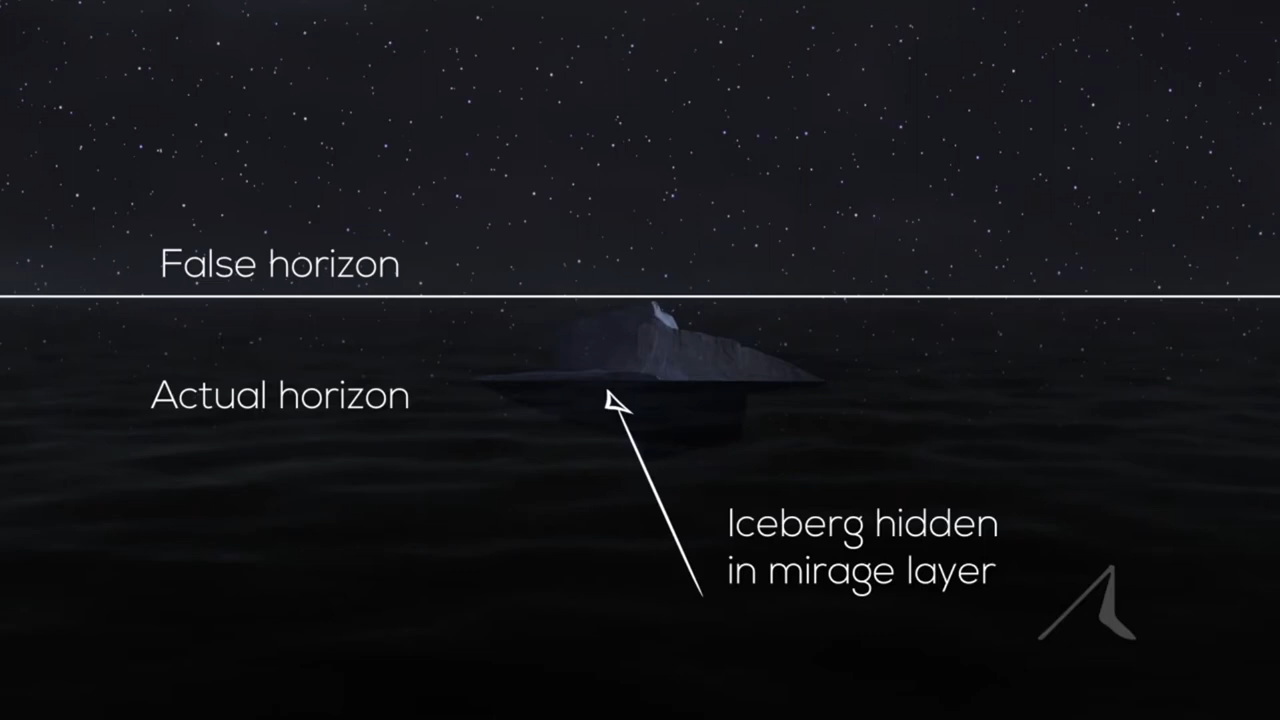 False horizon
Actual horizon
Iceberg hidden
in mirage layer